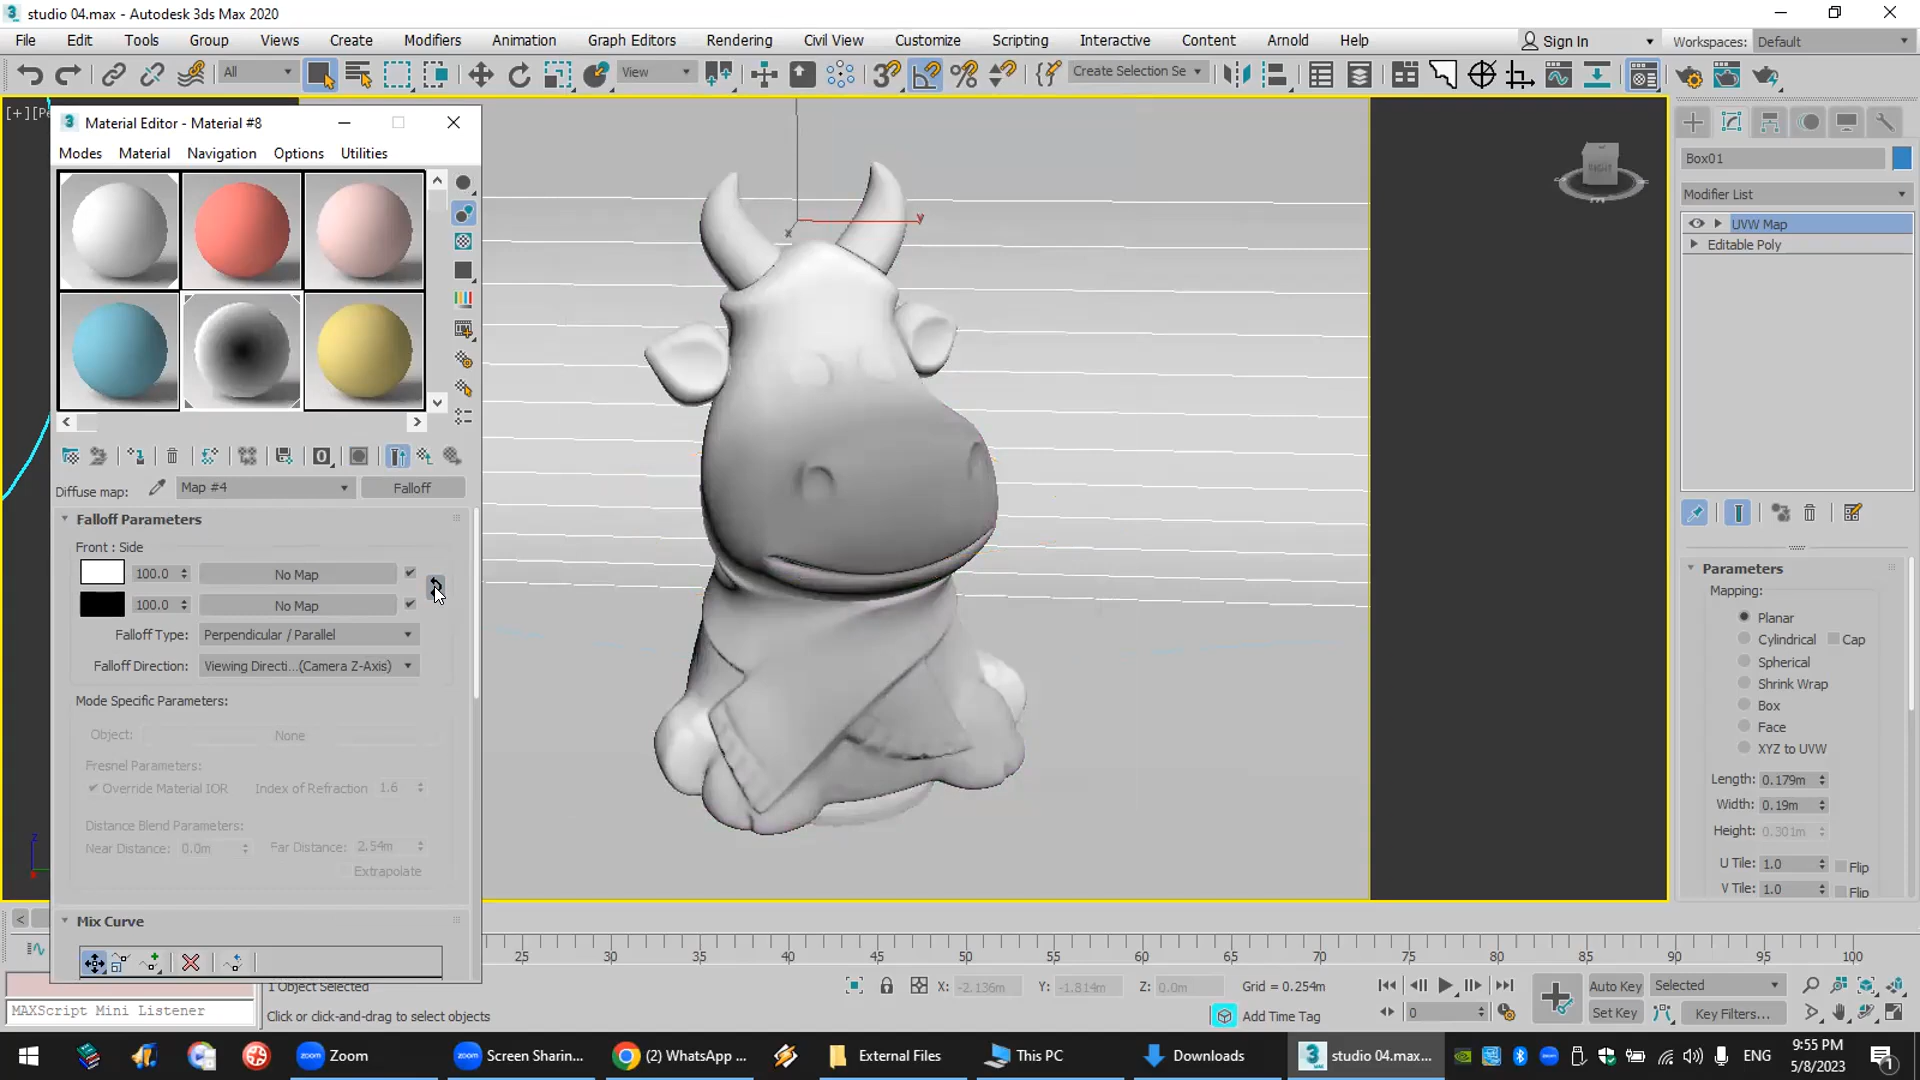 studio 04.max - Autodesk 3ds Max 2020
File Edit Tools Group Views Create Modifiers Animation Graph Editors Rendering Civil View Customize Scripting Interactive Content Arnold Help Sign In Workspaces: Default
All View Create Selection Se
Material Editor - Material #8
Modes Material Navigation Options Utilities
Diffuse map: Map #4 Falloff
Falloff Parameters
Front : Side
100.0 No Map
100.0 No Map
Falloff Type: Perpendicular / Parallel
Falloff Direction: Viewing Directi...(Camera Z-Axis)
Mode Specific Parameters:
Object: None
Fresnel Parameters:
Override Material IOR Index of Refraction 1.6
Distance Blend Parameters:
Near Distance: 0.0m Far Distance: 2.54m
Extrapolate
Mix Curve
RIGHT
Box01
Modifier List
UVW Map
Editable Poly
Parameters
Mapping:
Planar
Cylindrical Cap
Spherical
Shrink Wrap
Box
Face
XYZ to UVW
Length: 0.179m
Width: 0.19m
Height: 0.301m
U Tile: 1.0 Flip
V Tile: 1.0 Flip
25 30 35 40 45 50 55 60 65 70 75 80 85 90 95 100
1 Object Selected X: -2.136m Y: -1.814m Z: 0.0m Grid = 0.254m Auto Key Selected
MAXScript Mini Listener Click or click-and-drag to select objects Add Time Tag 0 Set Key Key Filters...
Zoom Screen Sharin... (2) WhatsApp ... External Files This PC Downloads studio 04.max... ENG 9:55 PM
5/8/2023